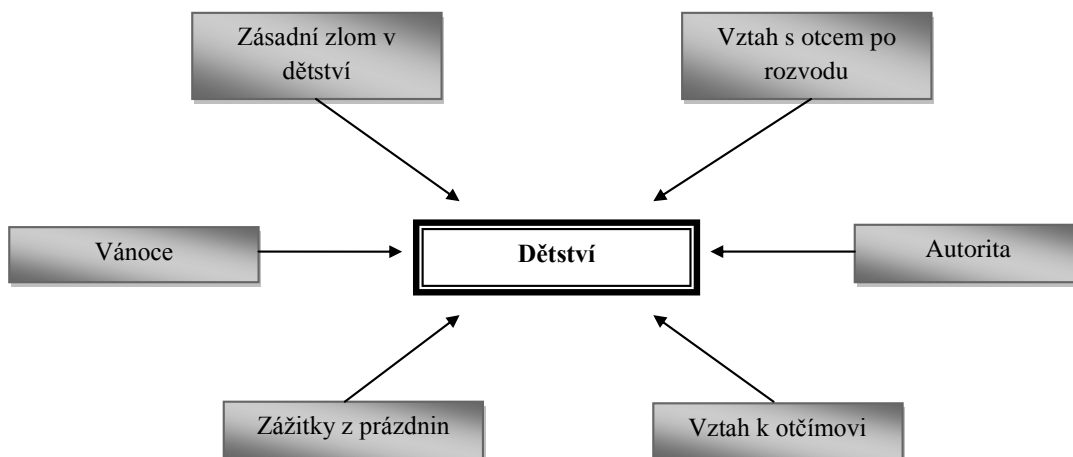 Zásadní zlom v
dětství
Vztah s otcem po
rozvodu
Vánoce
Dětství
Autorita
Zážitky z prázdnin
Vztah k otčímovi